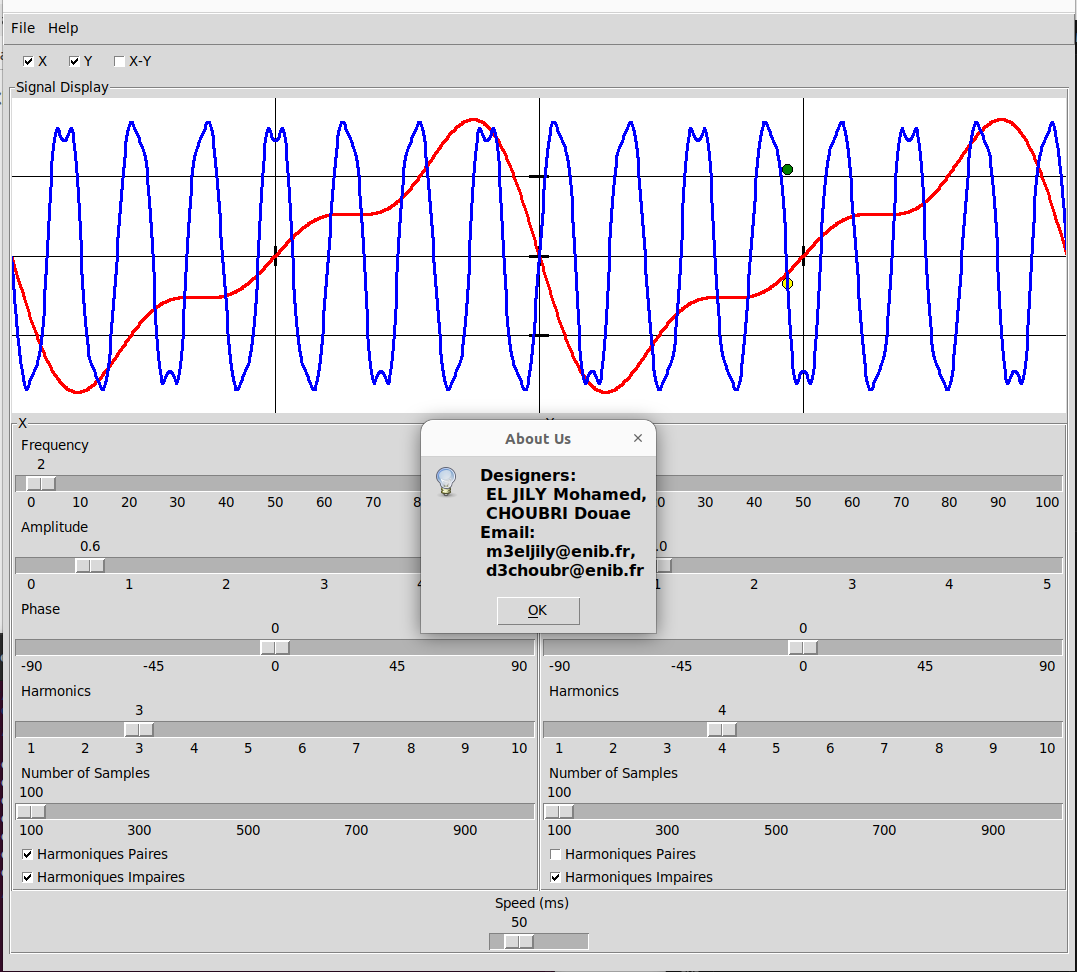 File Help
X Y X-Y
Signal Display
X
Frequency
2
0 10 20 30 40 50 60 70
30 40 50 60 70 80 90 100
Amplitude
0.6
.0
0 1 2 3
1 2 3 4 5
Phase
0 0
-90 -45 0 45 90 -90 -45 0 45 90
Harmonics Harmonics
3 4
1 2 3 4 5 6 7 8 9 10 1 2 3 4 5 6 7 8 9 10
Number of Samples Number of Samples
100 100
100 300 500 700 900 100 300 500 700 900
Harmoniques Paires Harmoniques Paires
Harmoniques Impaires Harmoniques Impaires
Speed (ms)
50
About Us
Designers:
EL JILY Mohamed,
CHOUBRI Douae
Email:
m3eljily@enib.fr,
d3choubr@enib.fr
OK